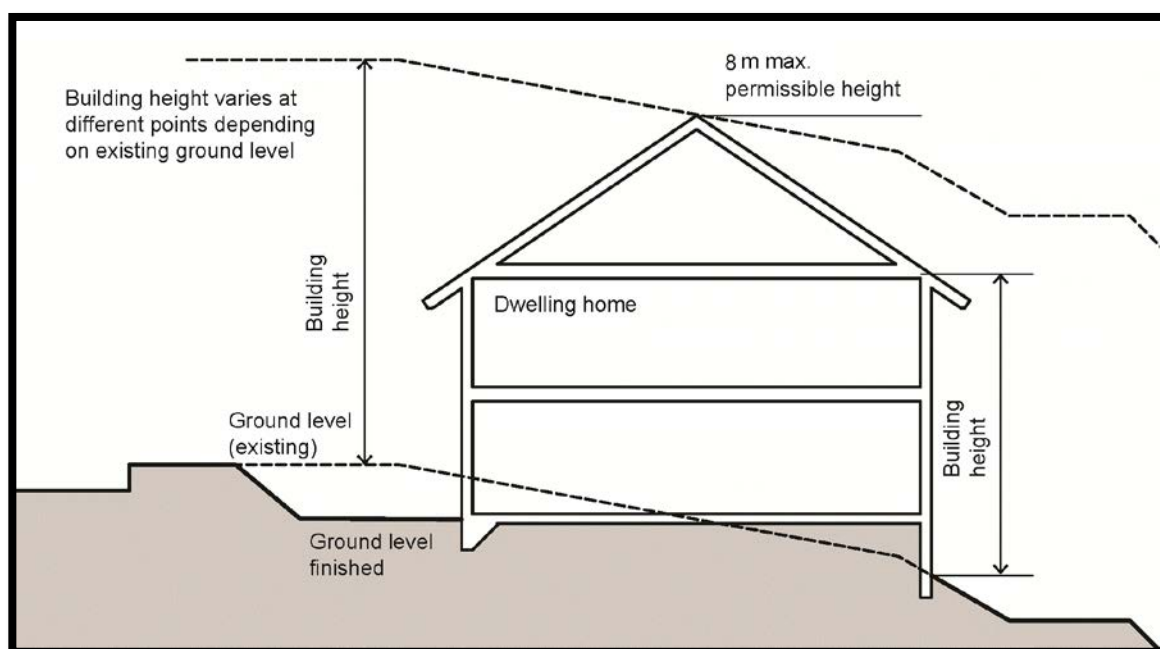 8 m max.
permissible height
Building height varies at
different points depending
on existing ground level
Building
height
Dwelling home
Ground level
(existing)
Building
height
Ground level
finished